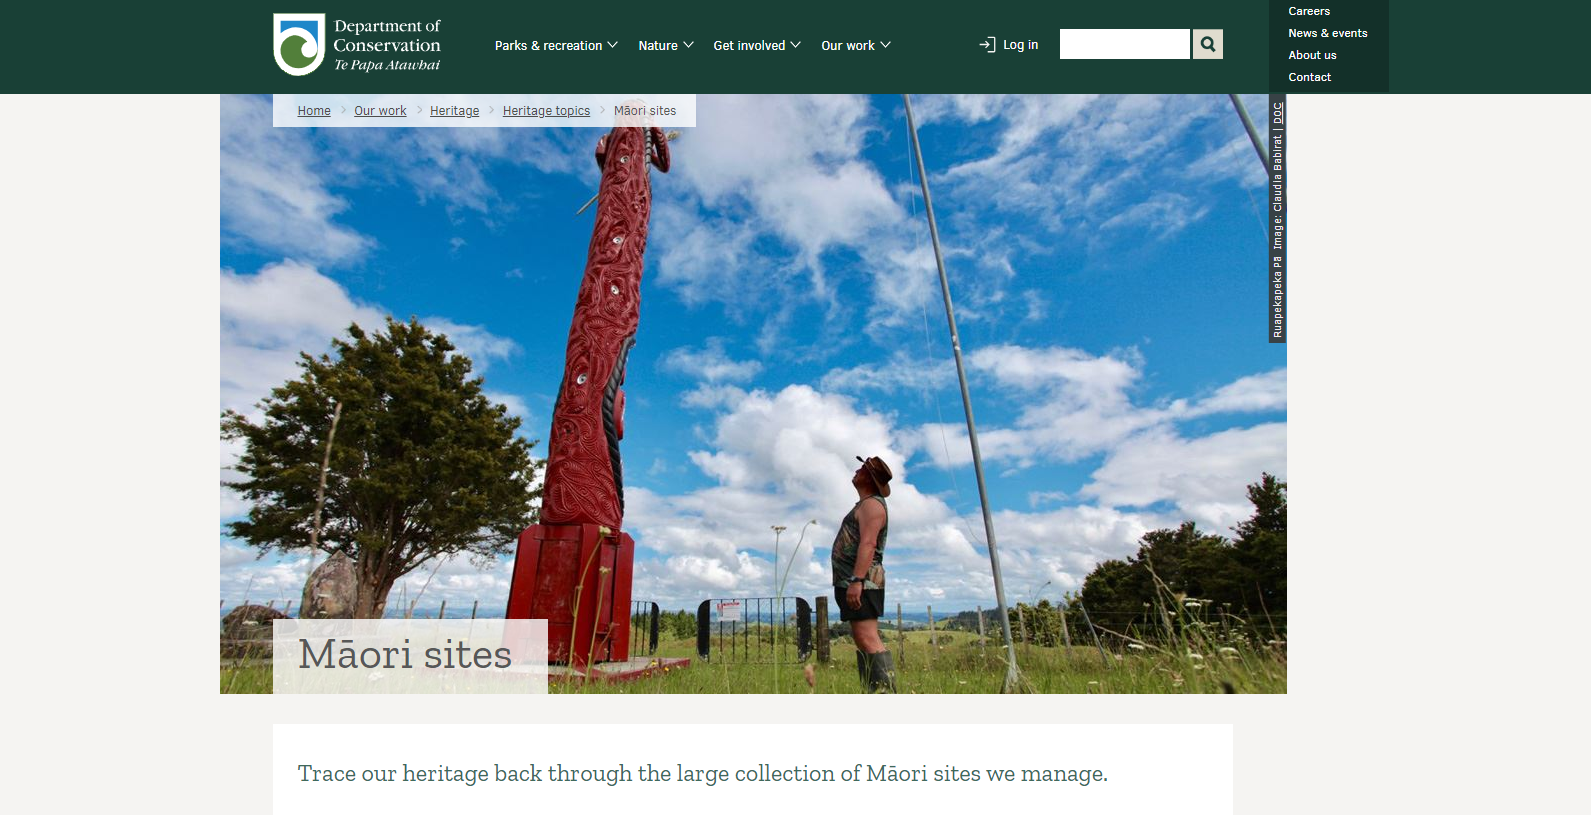 Department of
Conservation
Te Papa Atawhai
Parks & recreation
Nature
Get involved
Our work
Log in
Careers
News & events
About us
Contact
Home
Our work
Heritage
Heritage topics
Māori sites
Ruapekapeka Pā Image: Claudia Babirat | DOC
Māori sites
Trace our heritage back through the large collection of Māori sites we manage.